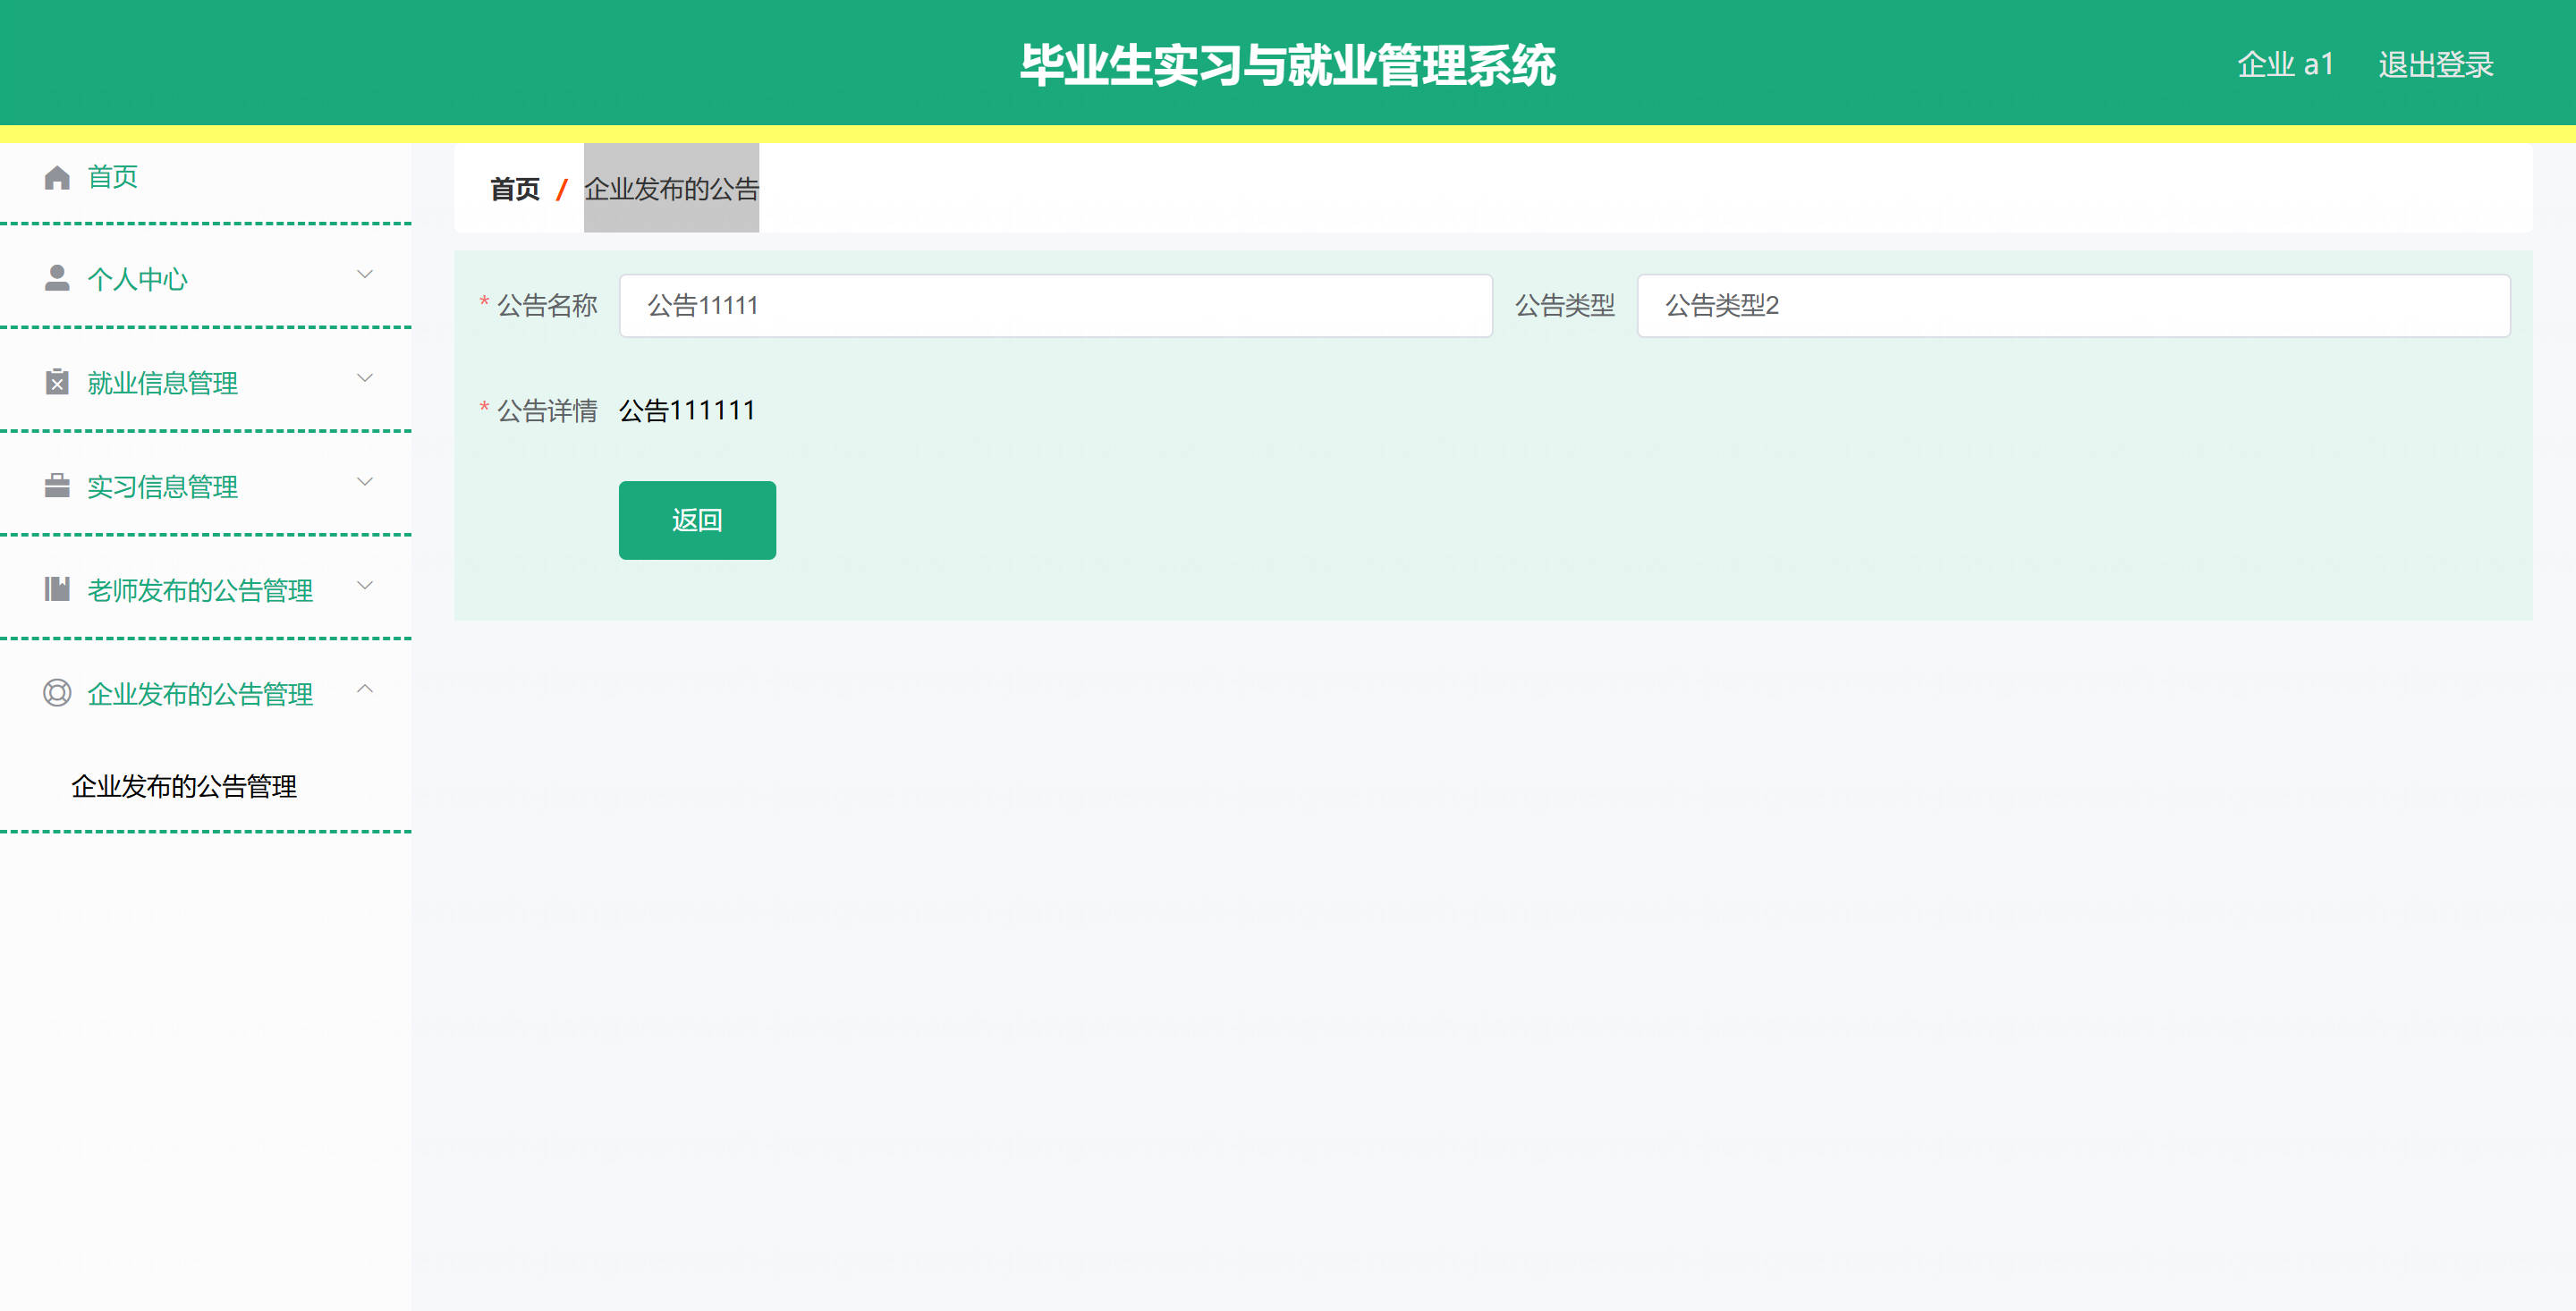 毕业生实习与就业管理系统
企业 a1 退出登录
首页
个人中心
就业信息管理
实习信息管理
老师发布的公告管理
企业发布的公告管理
企业发布的公告管理
首页 / 企业发布的公告
* 公告名称 公告11111 公告类型 公告类型2
* 公告详情 公告111111
返回